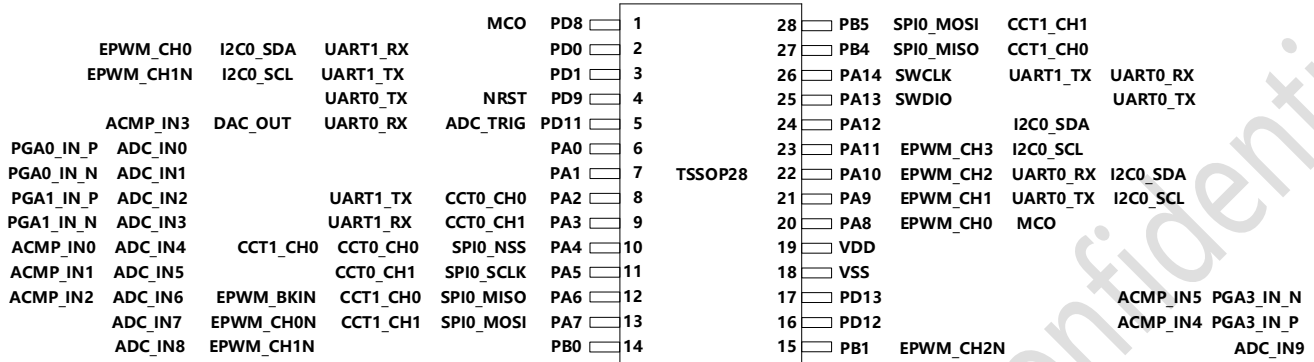 MCO PD8 1 28 PB5 SPI0_MOSI CCT1_CH1
EPWM_CH0 I2C0_SDA UART1_RX PD0 2 27 PB4 SPI0_MISO CCT1_CH0
EPWM_CH1N I2C0_SCL UART1_TX PD1 3 26 PA14 SWCLK UART1_TX UART0_RX
UART0_TX NRST PD9 4 25 PA13 SWDIO UART0_TX
ACMP_IN3 DAC_OUT UART0_RX ADC_TRIG PD11 5 24 PA12 I2C0_SDA
PGA0_IN_P ADC_IN0 PA0 6 23 PA11 EPWM_CH3 I2C0_SCL
PGA0_IN_N ADC_IN1 PA1 7 TSSOP28 22 PA10 EPWM_CH2 UART0_RX I2C0_SDA
PGA1_IN_P ADC_IN2 UART1_TX CCT0_CH0 PA2 8 21 PA9 EPWM_CH1 UART0_TX I2C0_SCL
PGA1_IN_N ADC_IN3 UART1_RX CCT0_CH1 PA3 9 20 PA8 EPWM_CH0 MCO
ACMP_IN0 ADC_IN4 CCT1_CH0 CCT0_CH0 SPI0_NSS PA4 10 19 VDD
ACMP_IN1 ADC_IN5 CCT0_CH1 SPI0_SCLK PA5 11 18 VSS
ACMP_IN2 ADC_IN6 EPWM_BKIN CCT1_CH0 SPI0_MISO PA6 12 17 PD13 ACMP_IN5 PGA3_IN_N
ADC_IN7 EPWM_CH0N CCT1_CH1 SPI0_MOSI PA7 13 16 PD12 ACMP_IN4 PGA3_IN_P
ADC_IN8 EPWM_CH1N PB0 14 15 PB1 EPWM_CH2N ADC_IN9